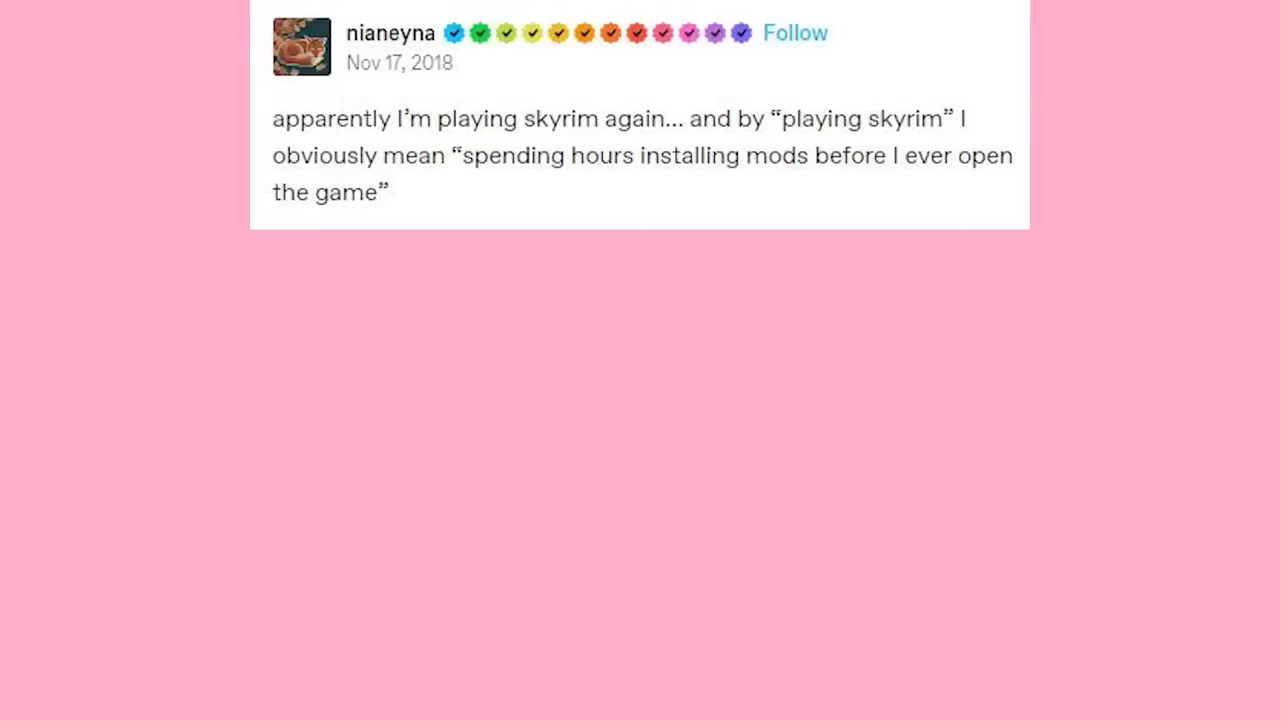 nianeyna Follow
Nov 17, 2018
apparently I’m playing skyrim again... and by “playing skyrim” I
obviously mean “spending hours installing mods before I ever open
the game”